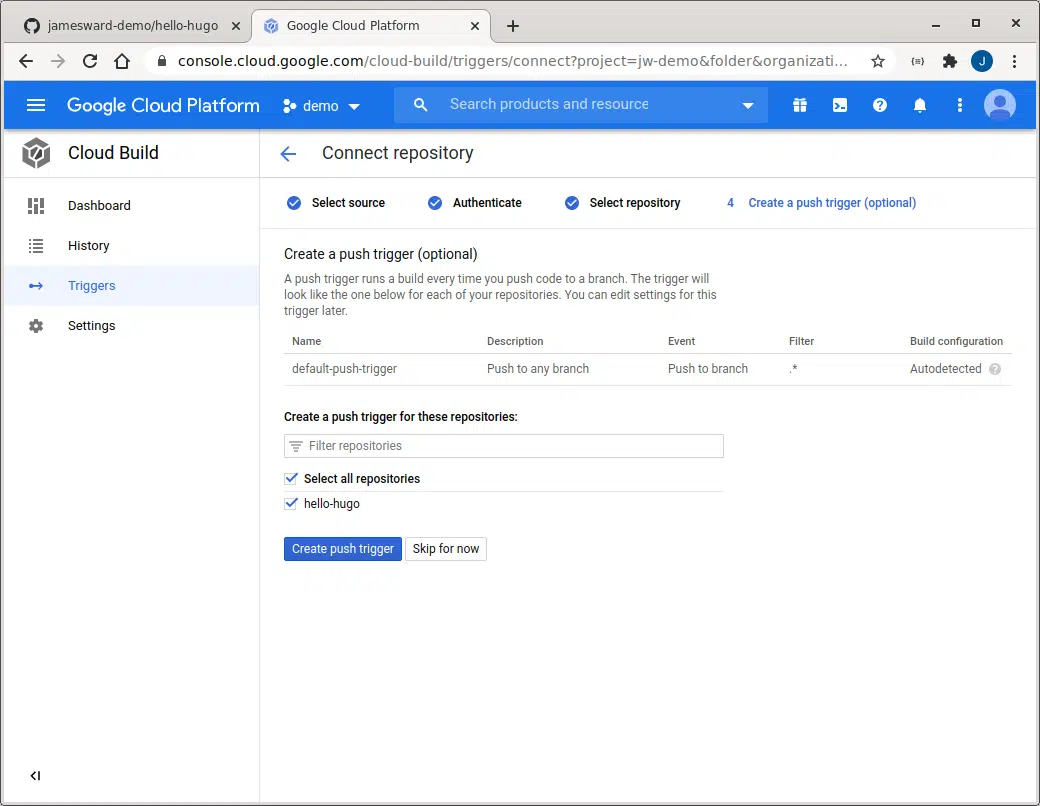 jamesward-demo/hello-hugo
Google Cloud Platform
console.cloud.google.com/cloud-build/triggers/connect?project=jw-demo&folder&organizati...
J
Google Cloud Platform
demo
Search products and resource
Cloud Build
Connect repository
Dashboard
History
Triggers
Settings
Select source
Authenticate
Select repository
4 Create a push trigger (optional)
Create a push trigger (optional)
A push trigger runs a build every time you push code to a branch. The trigger will
look like the one below for each of your repositories. You can edit settings for this
trigger later.
Name Description Event Filter Build configuration
default-push-trigger Push to any branch Push to branch .* Autodetected ?
Create a push trigger for these repositories:
Filter repositories
Select all repositories
hello-hugo
Create push trigger Skip for now